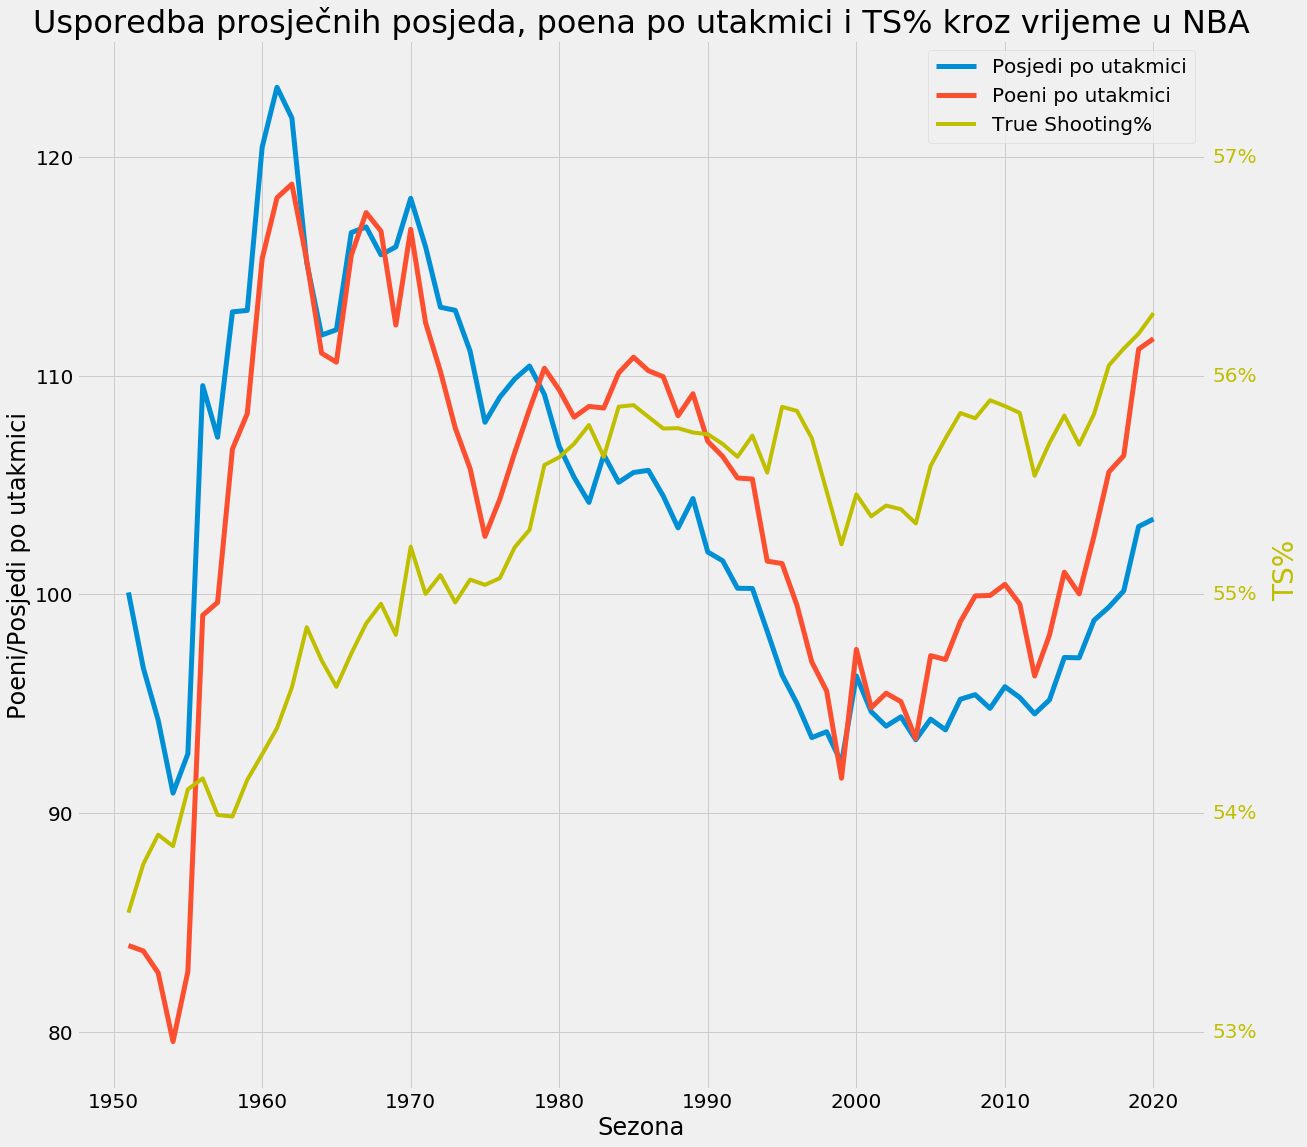 Usporedba prosječnih posjeda, poena po utakmici i TS% kroz vrijeme u NBA
Posjedi po utakmici
Poeni po utakmici
True Shooting%
Poeni/Posjedi po utakmici
120
110
100
90
80
57%
56%
55%
54%
53%
TS%
1950 1960 1970 1980 1990 2000 2010 2020
Sezona